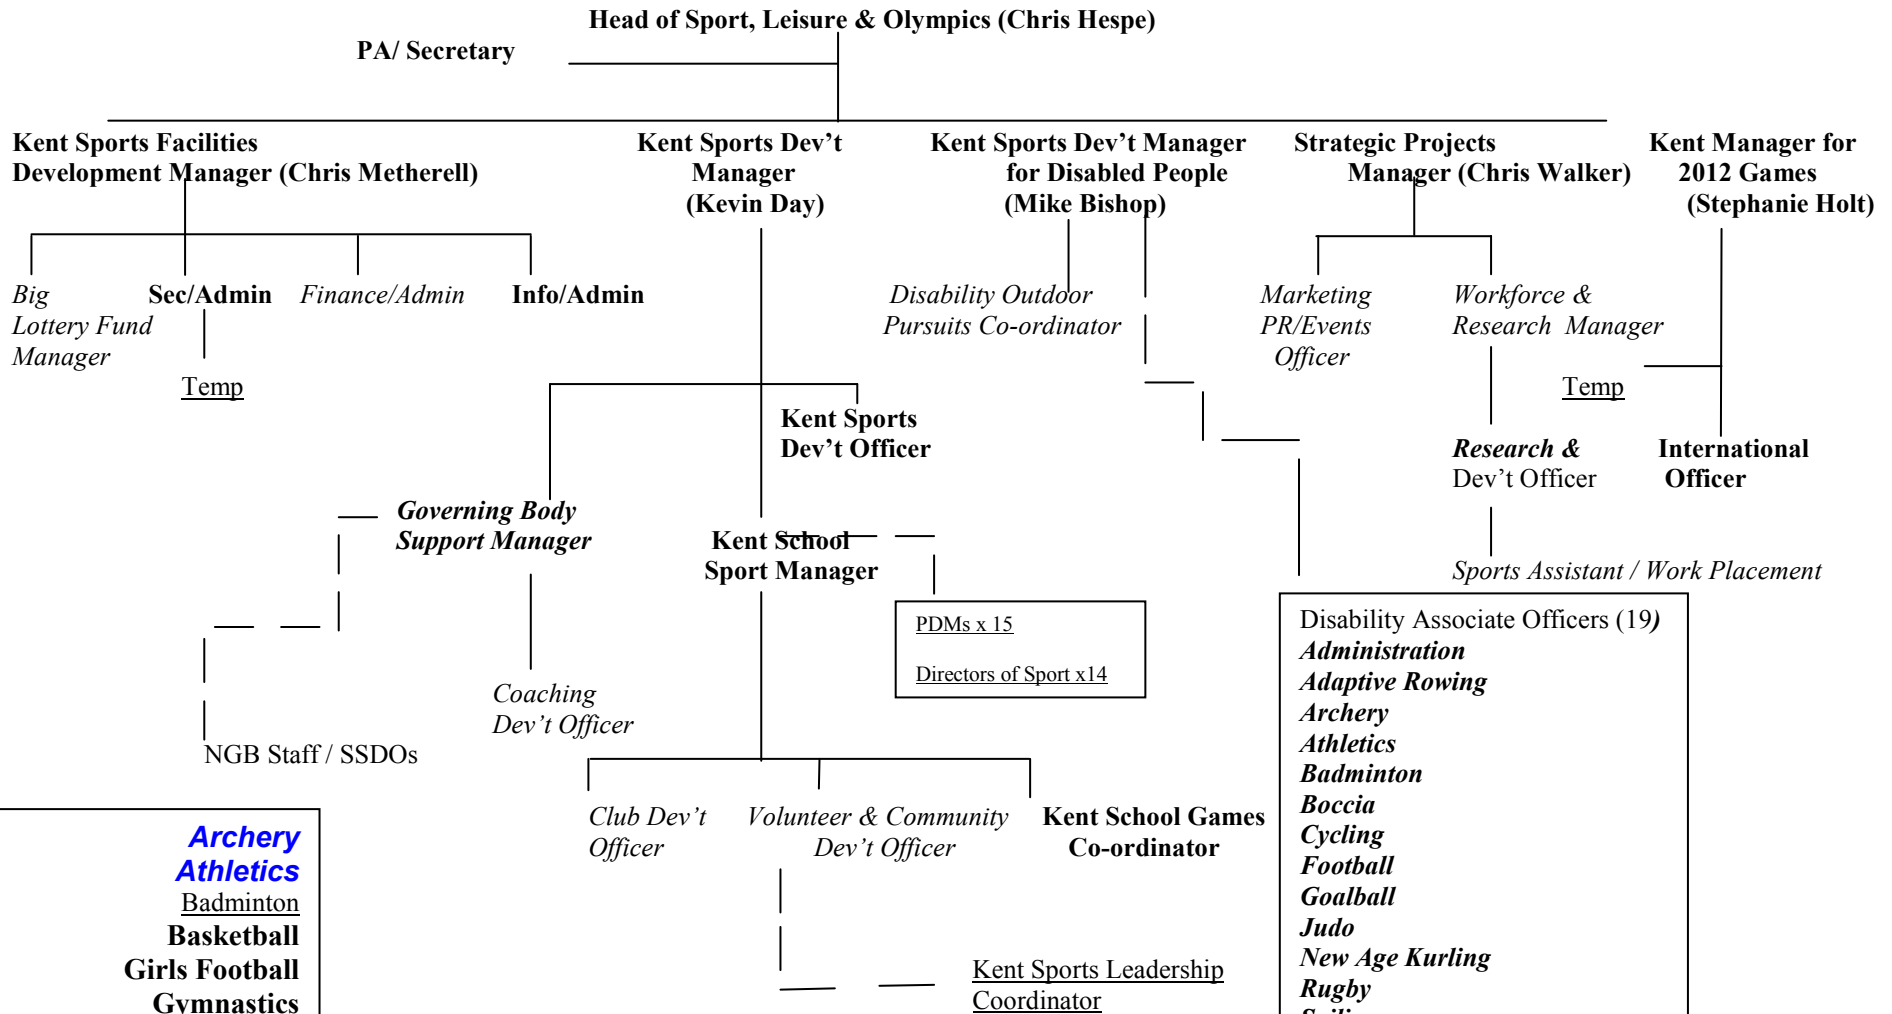 Head of Sport, Leisure & Olympics (Chris Hespe)
PA/ Secretary
Kent Sports Facilities
Development Manager (Chris Metherell)
Kent Sports Dev’t
Manager
(Kevin Day)
Kent Sports Dev’t Manager
for Disabled People
(Mike Bishop)
Strategic Projects
Manager (Chris Walker)
Kent Manager for
2012 Games
(Stephanie Holt)
Big
Lottery Fund
Manager
Sec/Admin
Temp
Finance/Admin
Info/Admin
Disability Outdoor
Pursuits Co-ordinator
Marketing
PR/Events
Officer
Workforce &
Research Manager
Temp
Kent Sports
Dev’t Officer
Research &
Dev’t Officer
International
Officer
Governing Body
Support Manager
Kent School
Sport Manager
Sports Assistant / Work Placement
PDMs x 15
Directors of Sport x14
Coaching
Dev’t Officer
NGB Staff / SSDOs
Club Dev’t
Officer
Volunteer & Community
Dev’t Officer
Kent School Games
Co-ordinator
Kent Sports Leadership
Coordinator
Archery
Athletics
Badminton
Basketball
Girls Football
Gymnastics
Disability Associate Officers (19)
Administration
Adaptive Rowing
Archery
Athletics
Badminton
Boccia
Cycling
Football
Goalball
Judo
New Age Kurling
Rugby